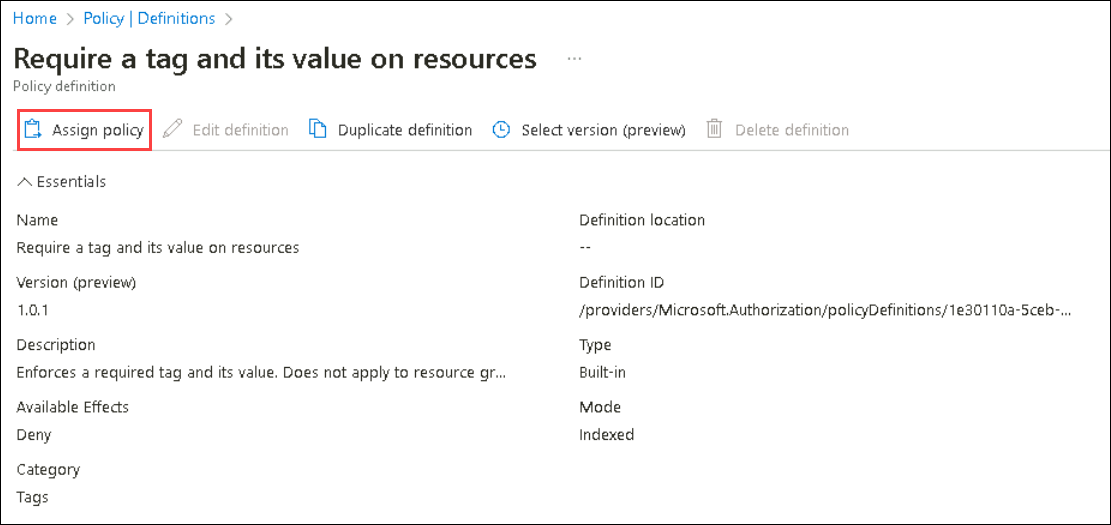 Home > Policy | Definitions >
Require a tag and its value on resources ...
Policy definition
Assign policy Edit definition Duplicate definition Select version (preview) Delete definition
Essentials
Name
Require a tag and its value on resources
Version (preview)
1.0.1
Description
Enforces a required tag and its value. Does not apply to resource gr...
Available Effects
Deny
Category
Tags
Definition location
--
Definition ID
/providers/Microsoft.Authorization/policyDefinitions/1e30110a-5ceb-...
Type
Built-in
Mode
Indexed